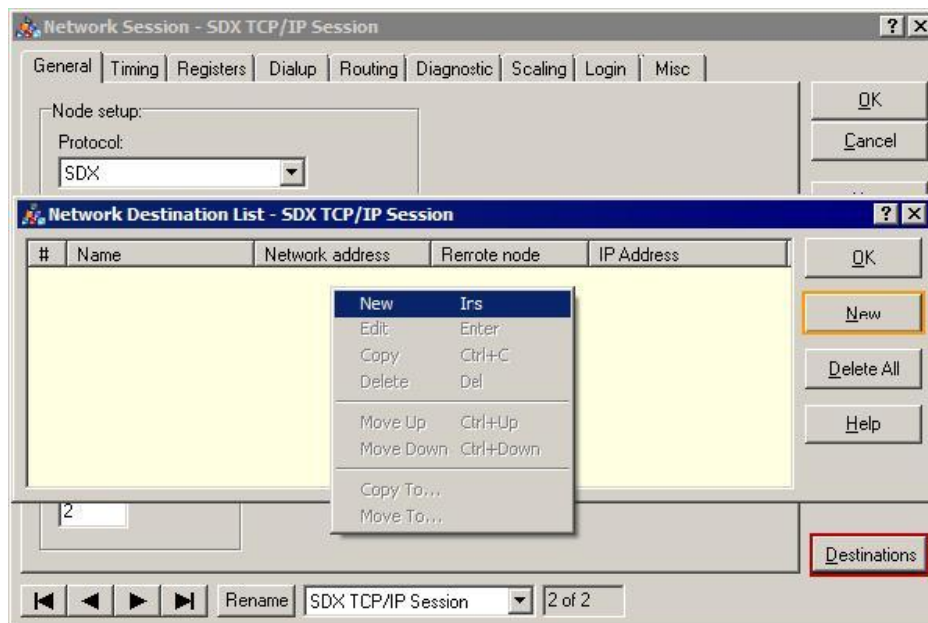 Network Session - SDX TCP/IP Session
General Timing Registers Dialup Routing Diagnostic Scaling Login Misc
Node setup:
Protocol:
SDX
OK
Cancel
Network Destination List - SDX TCP/IP Session
# Name Network address Remote node IP Address
New Ins
Edit Enter
Copy Ctrl+C
Delete Del
Move Up Ctrl+Up
Move Down Ctrl+Down
Copy To...
Move To...
OK
New
Delete All
Help
2
Destinations
Rename SDX TCP/IP Session 2 of 2